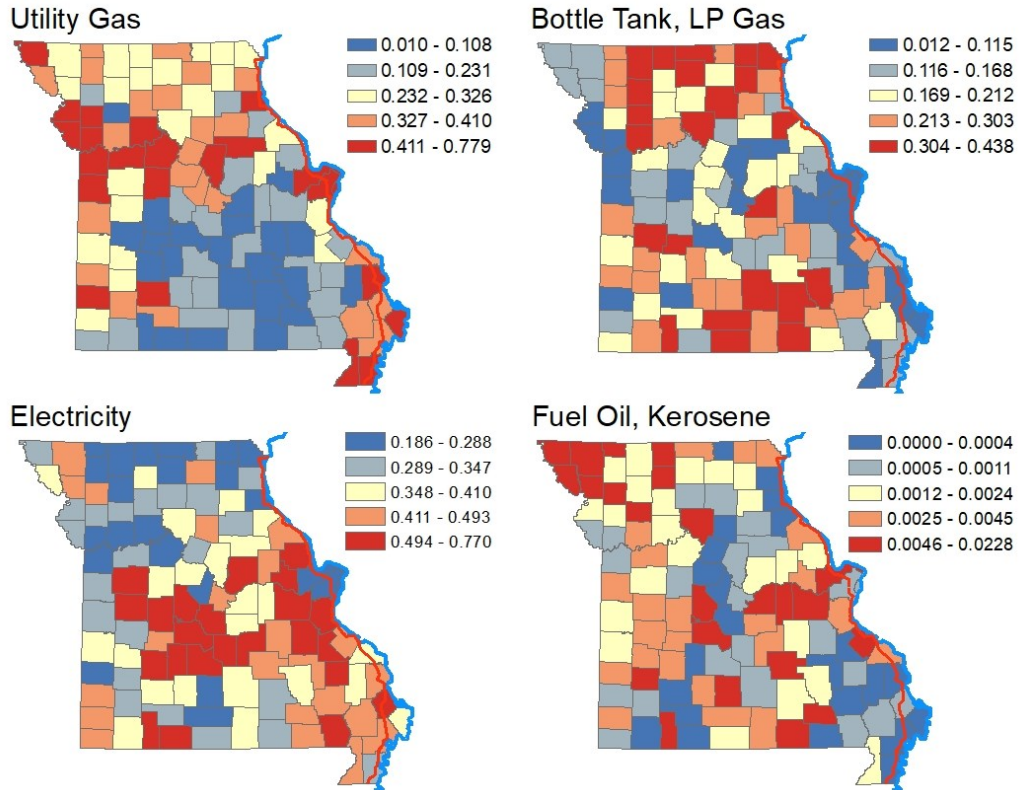 Utility Gas
0.010 - 0.108
0.109 - 0.231
0.232 - 0.326
0.327 - 0.410
0.411 - 0.779
Bottle Tank, LP Gas
0.012 - 0.115
0.116 - 0.168
0.169 - 0.212
0.213 - 0.303
0.304 - 0.438
Electricity
0.186 - 0.288
0.289 - 0.347
0.348 - 0.410
0.411 - 0.493
0.494 - 0.770
Fuel Oil, Kerosene
0.0000 - 0.0004
0.0005 - 0.0011
0.0012 - 0.0024
0.0025 - 0.0045
0.0046 - 0.0228